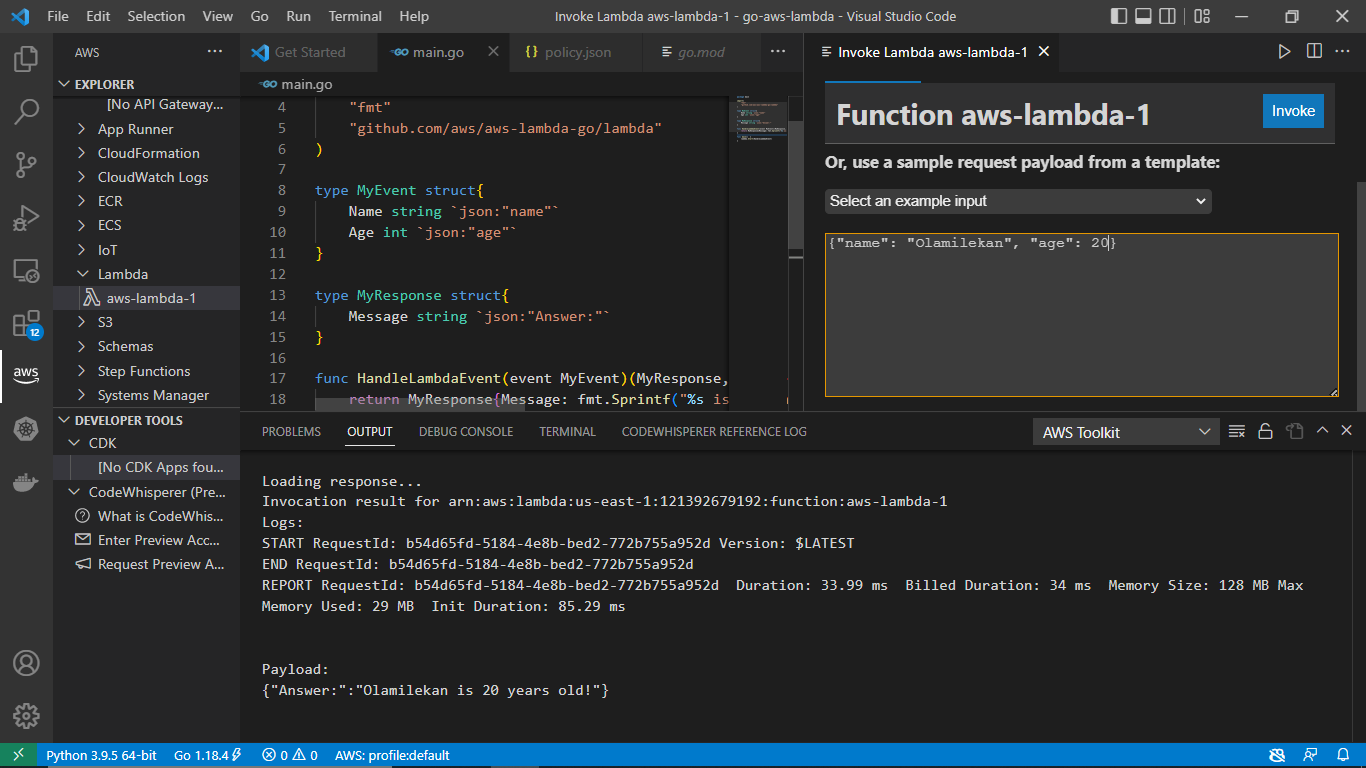 File Edit Selection View Go Run Terminal Help Invoke Lambda aws-lambda-1 - go-aws-lambda - Visual Studio Code
AWS
EXPLORER
[No API Gateway...
App Runner
CloudFormation
CloudWatch Logs
ECR
ECS
IoT
Lambda
aws-lambda-1
S3
Schemas
Step Functions
Systems Manager
DEVELOPER TOOLS
CDK
[No CDK Apps fou...
CodeWhisperer (Pre...
What is CodeWhis...
Enter Preview Acc...
Request Preview A...
12
aws
Get Started main.go policy.json go.mod
main.go
4 "fmt"
5 "github.com/aws/aws-lambda-go/lambda"
6 )
7
8 type MyEvent struct{
9 Name string `json:"name"`
10 Age int `json:"age"`
11 }
12
13 type MyResponse struct{
14 Message string `json:"Answer:"`
15 }
16
17 func HandleLambdaEvent(event MyEvent)(MyResponse,
18 return MyResponse{Message: fmt.Sprintf("%s is
Invoke Lambda aws-lambda-1
Function aws-lambda-1
Invoke
Or, use a sample request payload from a template:
Select an example input
{"name": "Olamilekan", "age": 20}
PROBLEMS OUTPUT DEBUG CONSOLE TERMINAL CODEWHISPERER REFERENCE LOG
AWS Toolkit
Loading response...
Invocation result for arn:aws:lambda:us-east-1:121392679192:function:aws-lambda-1
Logs:
START RequestId: b54d65fd-5184-4e8b-bed2-772b755a952d Version: $LATEST
END RequestId: b54d65fd-5184-4e8b-bed2-772b755a952d
REPORT RequestId: b54d65fd-5184-4e8b-bed2-772b755a952d Duration: 33.99 ms Billed Duration: 34 ms Memory Size: 128 MB Max
Memory Used: 29 MB Init Duration: 85.29 ms
Payload:
{"Answer:":"Olamilekan is 20 years old!"}
Python 3.9.5 64-bit Go 1.18.4 0 0 AWS: profile:default